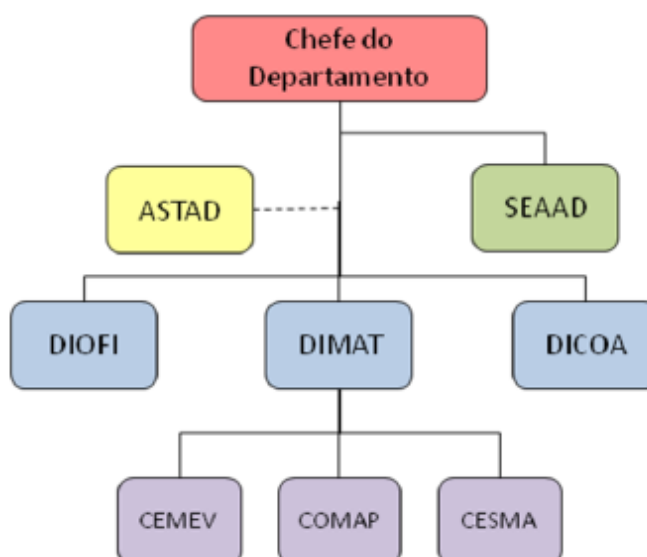 Chefe do
Departamento
ASTAD
SEAAD
DIOFI
DIMAT
DICOA
CEMEV
COMAP
CESMA